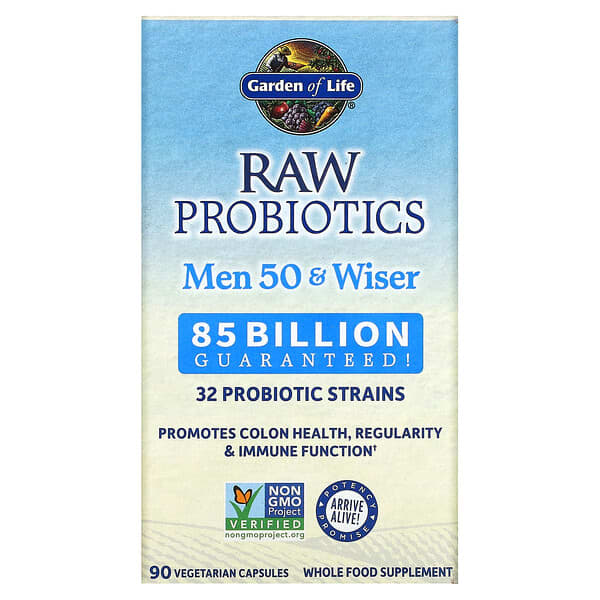 Garden of Life
®
RAW
PROBIOTICS
Men 50 & Wiser
85 BILLION
GUARANTEED!
32 PROBIOTIC STRAINS
PROMOTES COLON HEALTH, REGULARITY
& IMMUNE FUNCTION†
NON
GMO
Project
VERIFIED
nongmoproject.org
POTENCY
ARRIVE
ALIVE!
PROMISE
90 VEGETARIAN CAPSULES WHOLE FOOD SUPPLEMENT